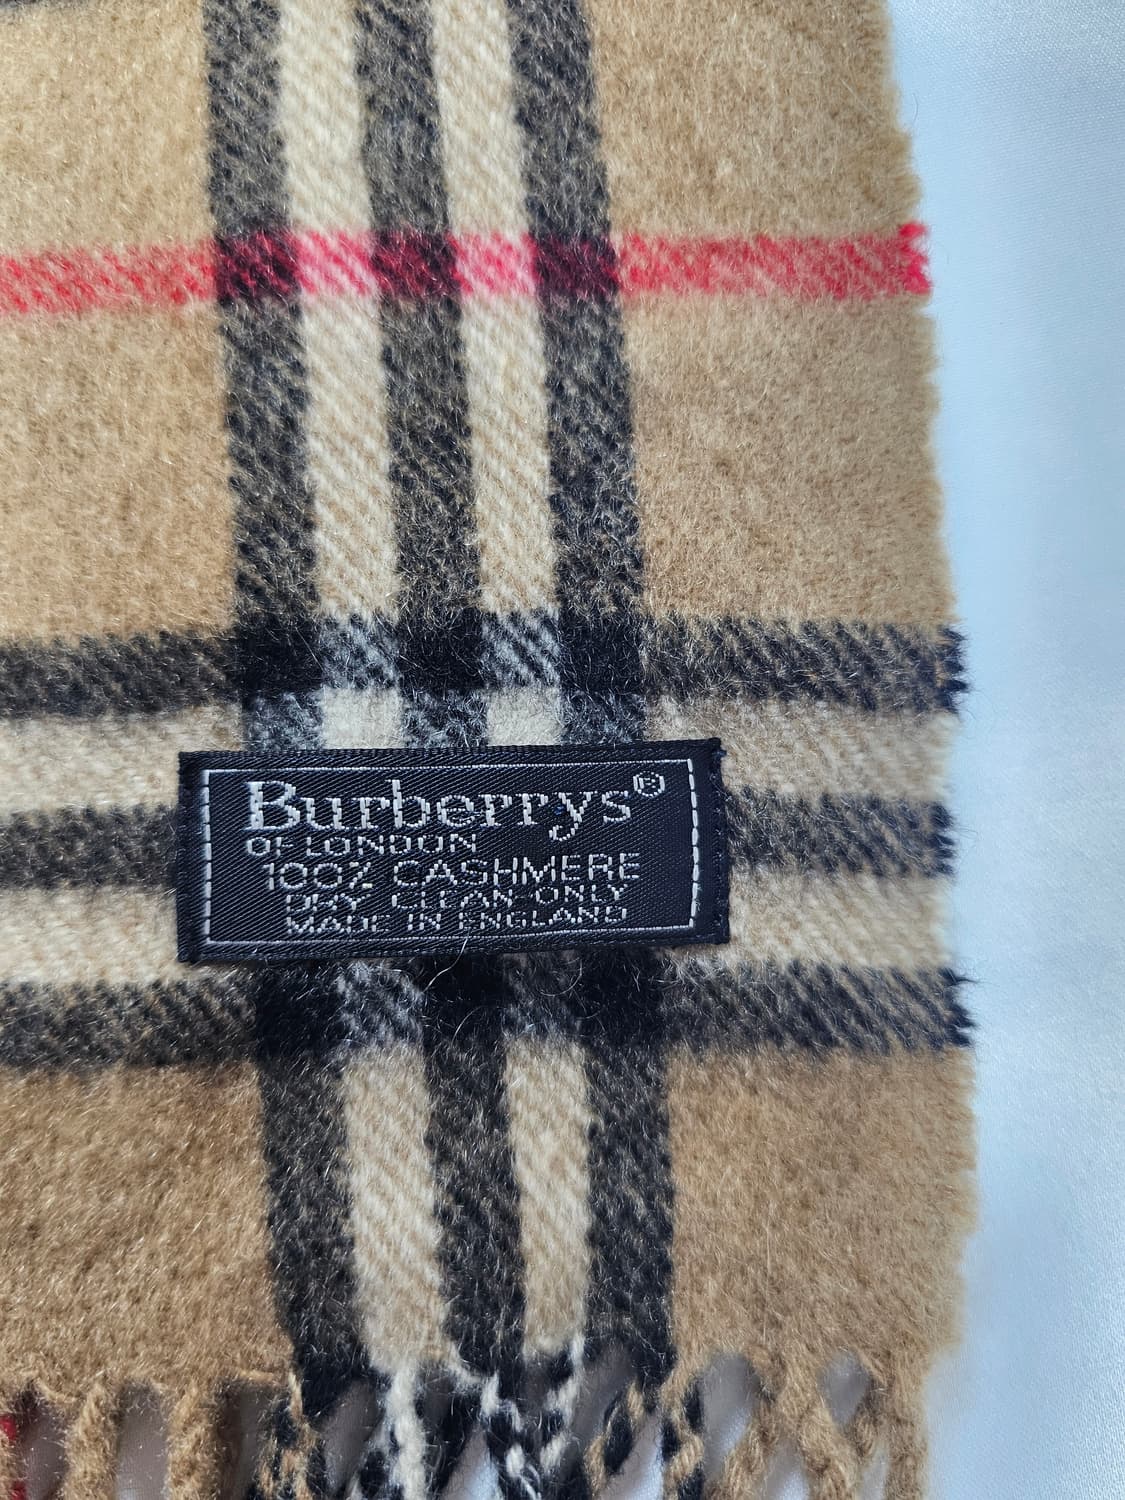 Burberrys®
OF LONDON
100% CASHMERE
DRY CLEAN ONLY
MADE IN ENGLAND